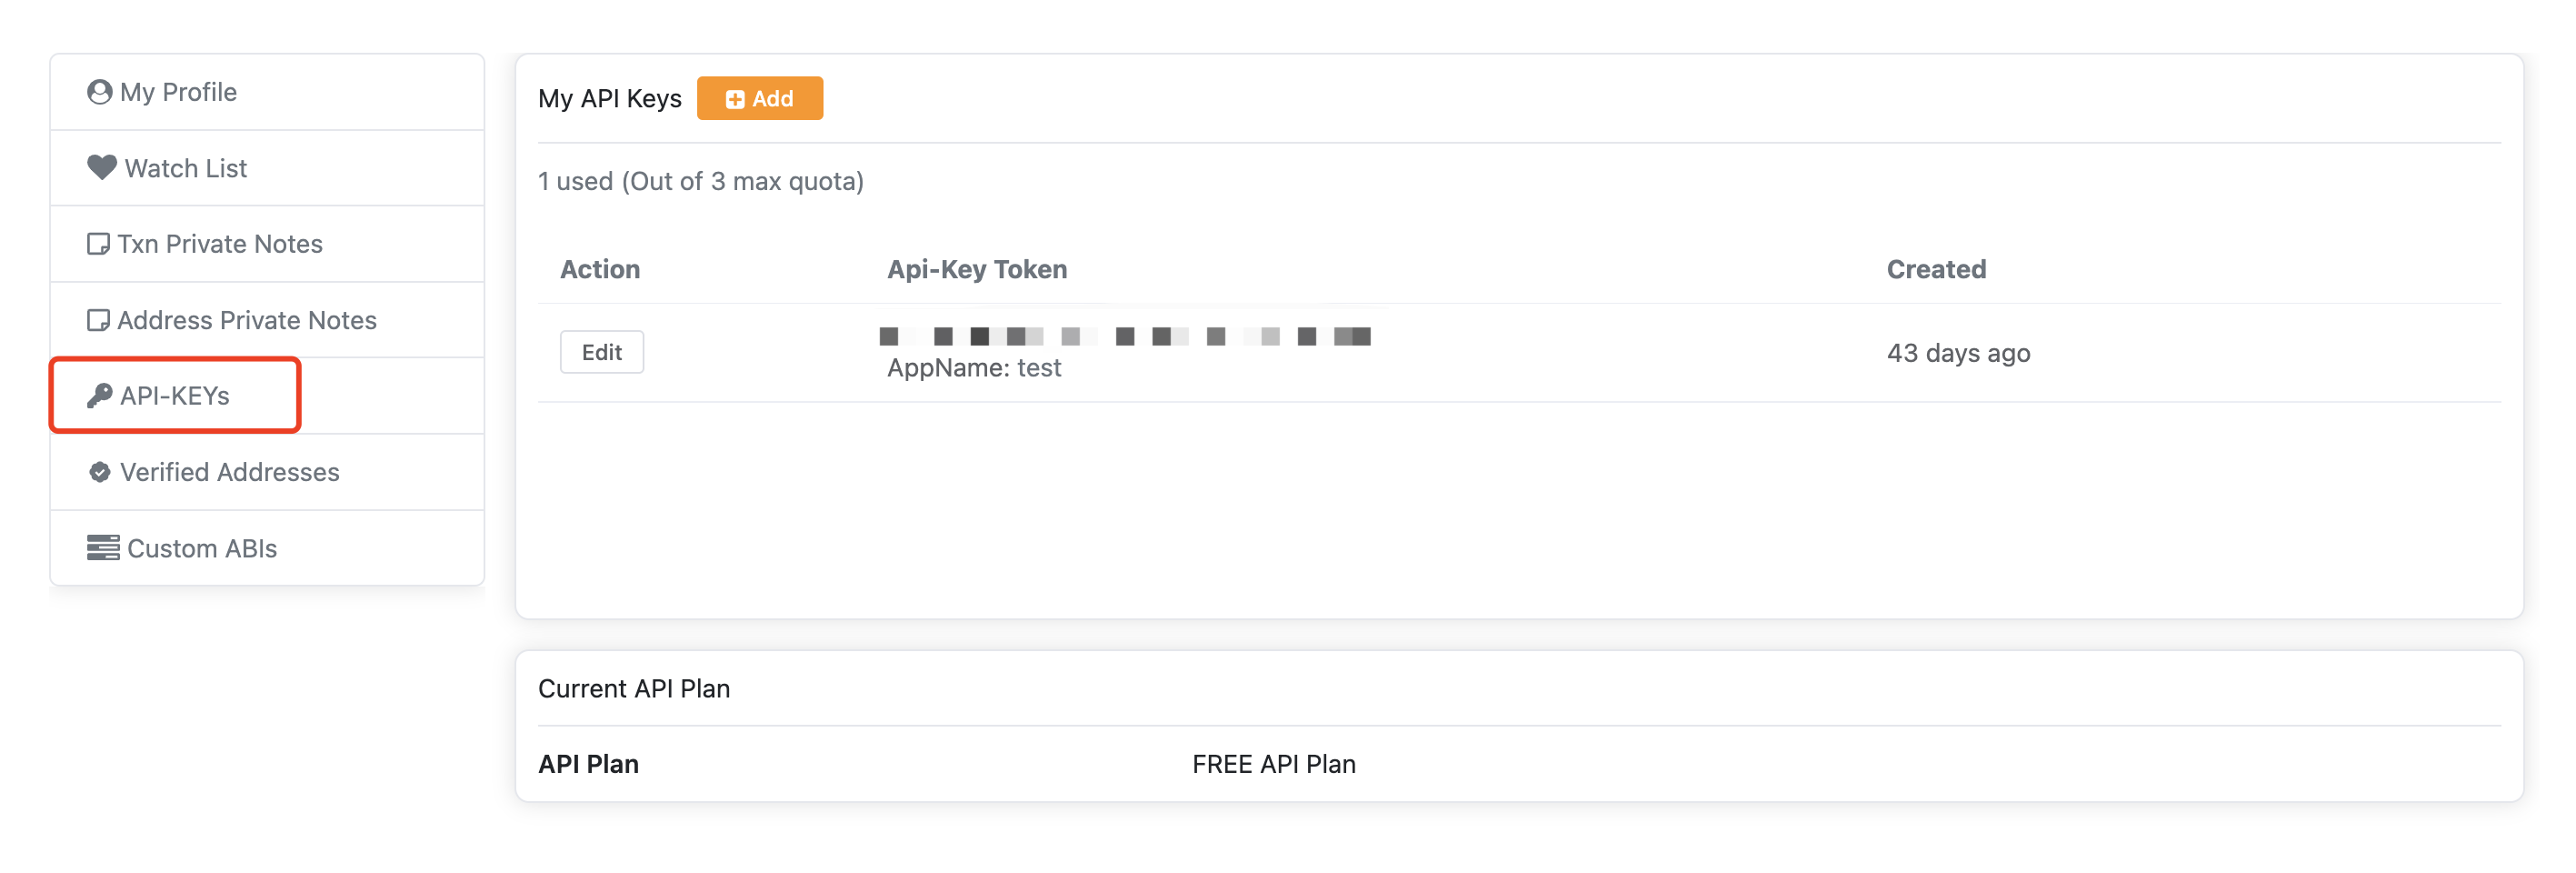 My Profile
Watch List
Txn Private Notes
Address Private Notes
API-KEYs
Verified Addresses
Custom ABIs
My API Keys
Add
1 used (Out of 3 max quota)
Action
Api-Key Token
Created
Edit
AppName: test
43 days ago
Current API Plan
API Plan
FREE API Plan